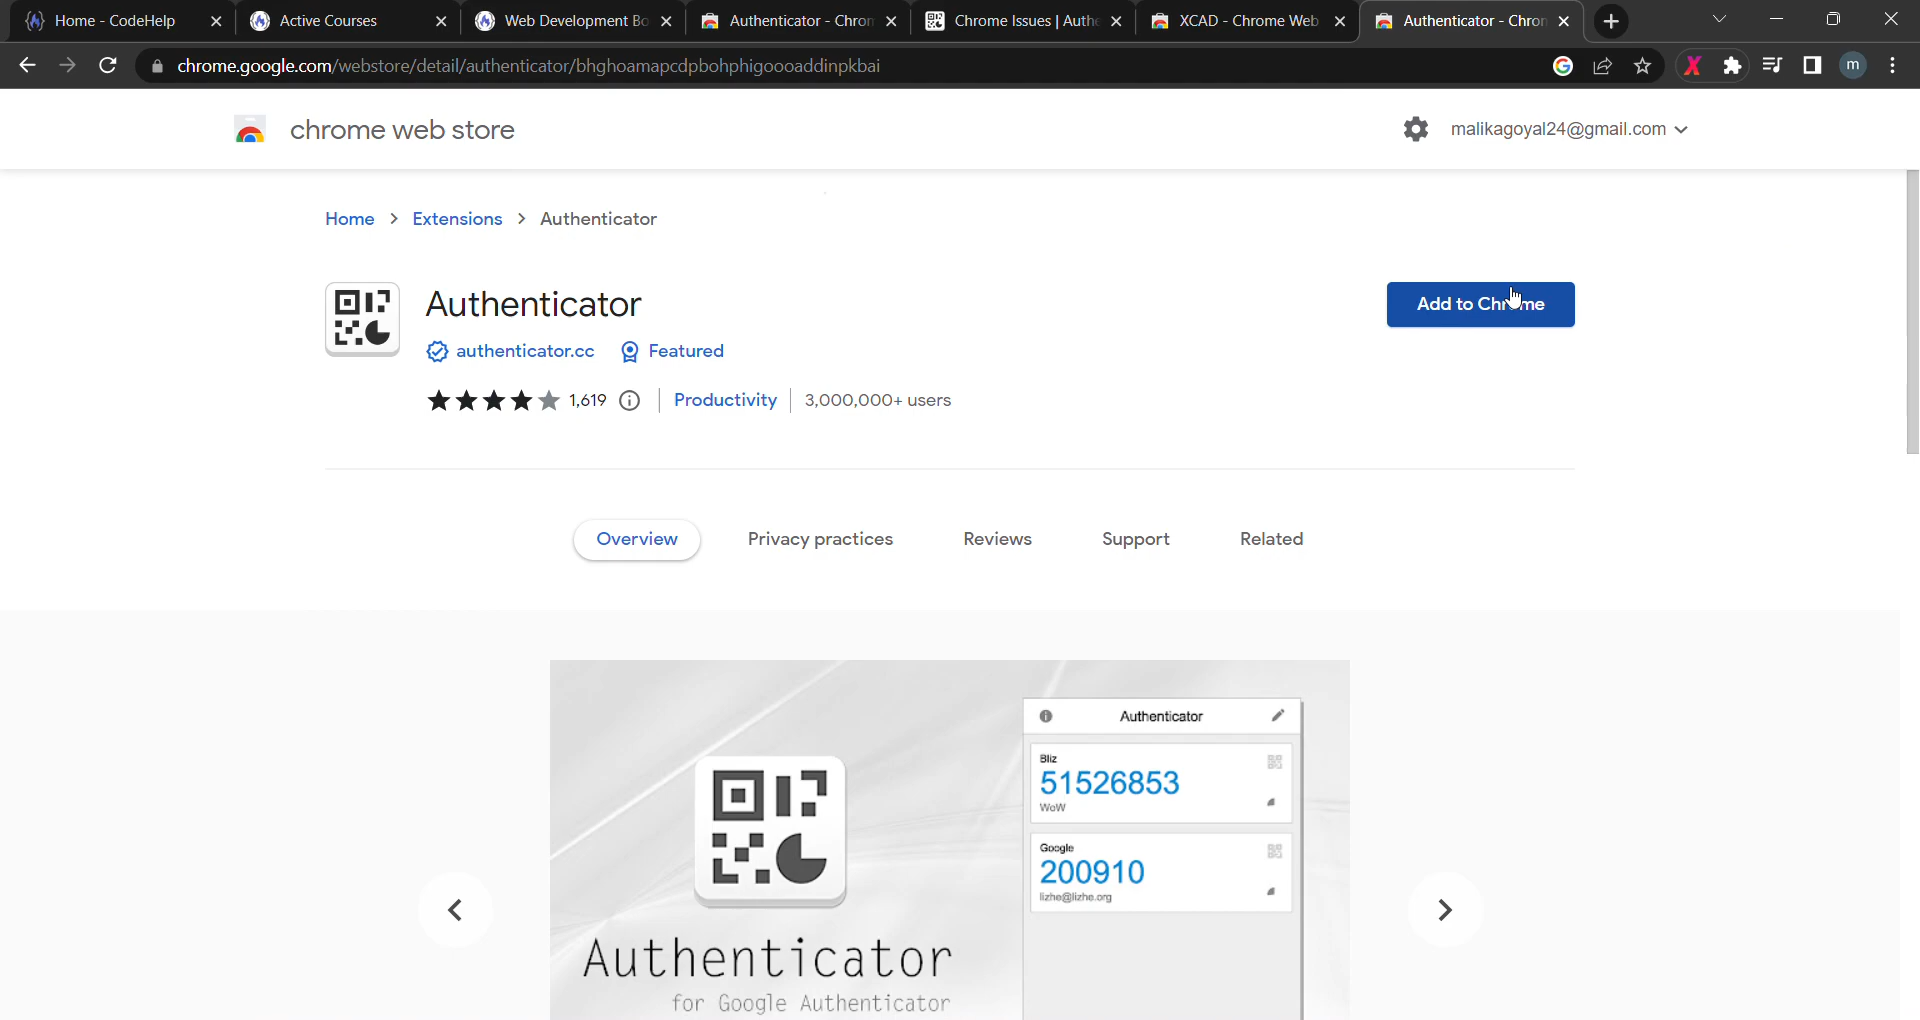 Home - CodeHelp
Active Courses
Web Development Bo
Authenticator - Chrom
Chrome Issues | Authe
XCAD - Chrome Web
Authenticator - Chrom
chrome.google.com/webstore/detail/authenticator/bhghoamapcdpbohphigoooaddinpkbai
m
chrome web store
malikagoyal24@gmail.com
Home > Extensions > Authenticator
Authenticator
Add to Chrome
authenticator.cc
Featured
1,619
Productivity
3,000,000+ users
Overview
Privacy practices
Reviews
Support
Related
Authenticator
Bliz
51526853
WoW
Google
200910
lizhe@lizhe.org
Authenticator
for Google Authenticator